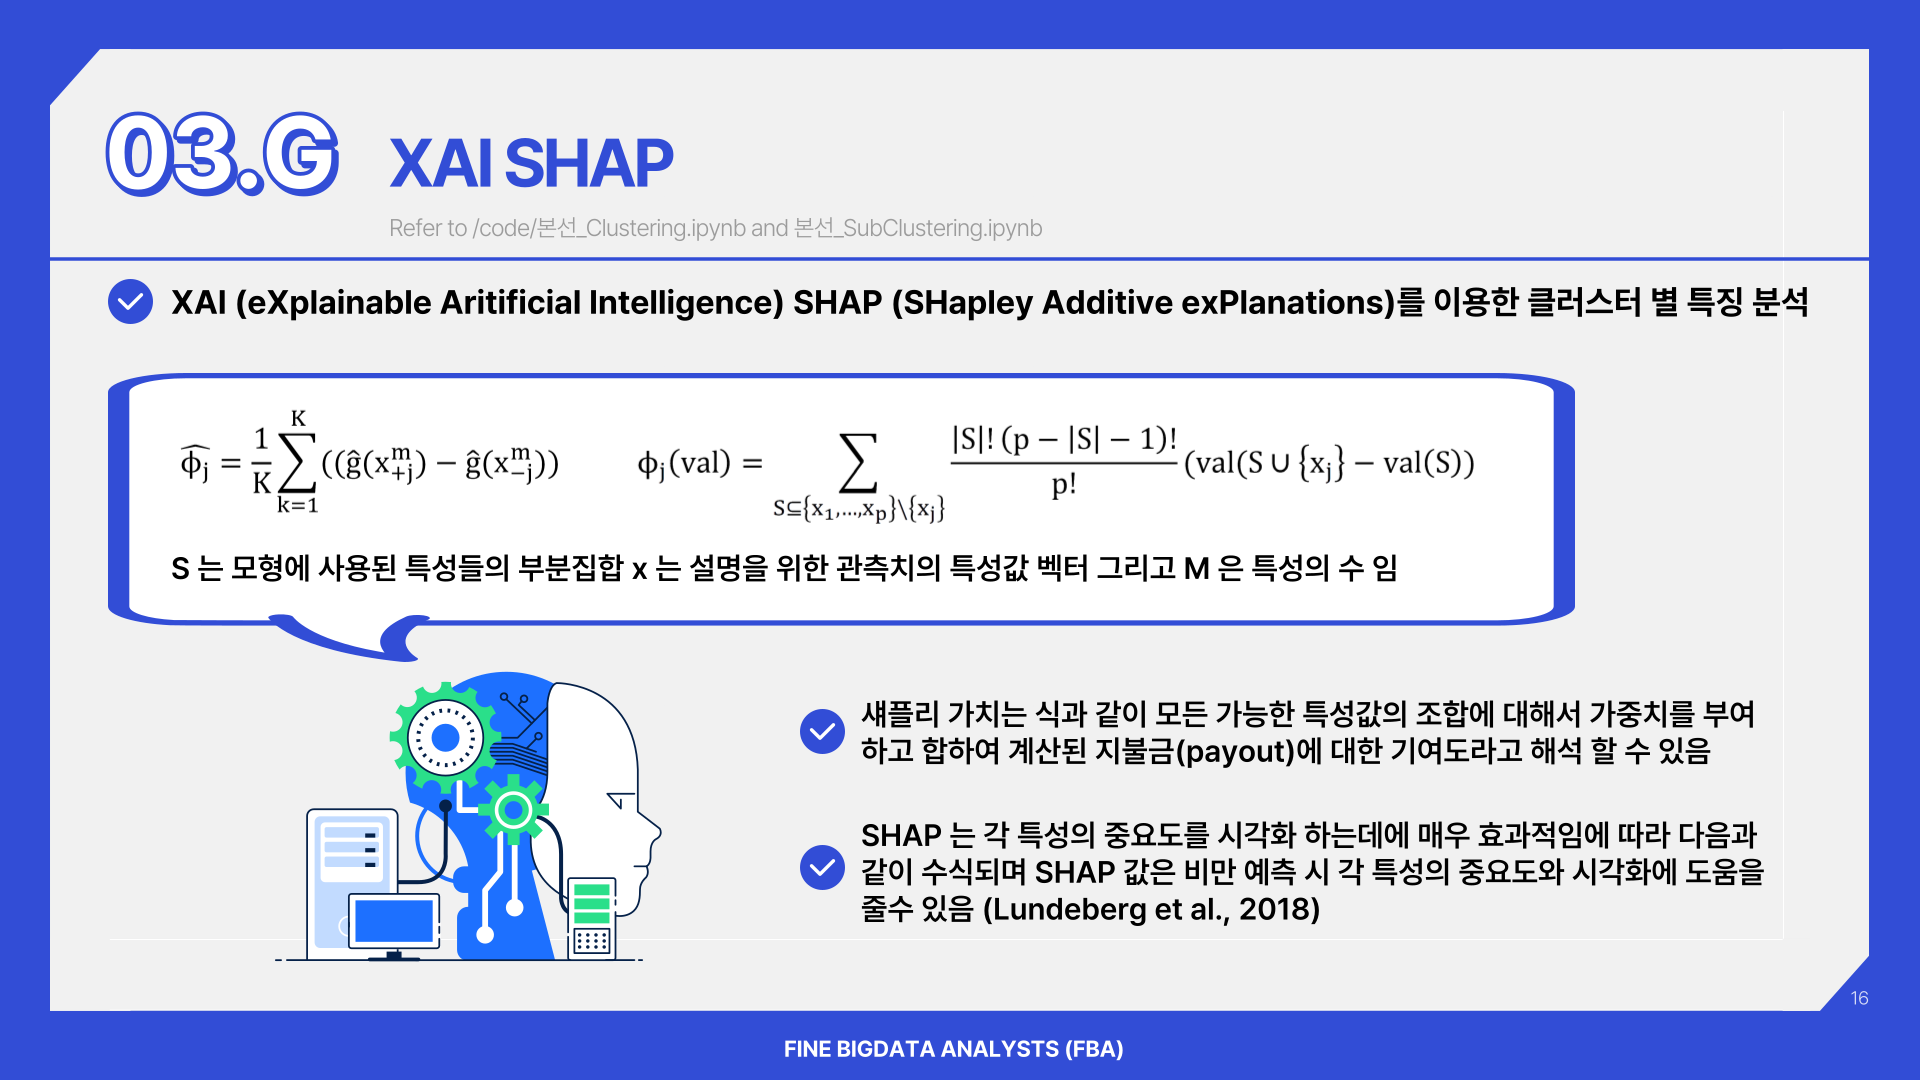 03.G
XAI SHAP
Refer to /code/본선_Clustering.ipynb and 본선_SubClustering.ipynb
XAI (eXplainable Aritificial Intelligence) SHAP (SHapley Additive exPlanations)를 이용한 클러스터 별 특징 분석
$\widehat{\phi_j} = \frac{1}{K}\sum_{k=1}^{K}((\hat{g}(x_{+j}^{m}) - \hat{g}(x_{-j}^{m}))$
$\phi_j(val) = \sum_{S\subseteq\{x_1,...,x_p\}\setminus\{x_j\}} \frac{|S|!\,(p-|S|-1)!}{p!}(val(S \cup \{x_j\} - val(S))$
S 는 모형에 사용된 특성들의 부분집합 x 는 설명을 위한 관측치의 특성값 벡터 그리고 M 은 특성의 수 임
섀플리 가치는 식과 같이 모든 가능한 특성값의 조합에 대해서 가중치를 부여
하고 합하여 계산된 지불금(payout)에 대한 기여도라고 해석 할 수 있음
SHAP 는 각 특성의 중요도를 시각화 하는데에 매우 효과적임에 따라 다음과
같이 수식되며 SHAP 값은 비만 예측 시 각 특성의 중요도와 시각화에 도움을
줄수 있음 (Lundeberg et al., 2018)
16
FINE BIGDATA ANALYSTS (FBA)